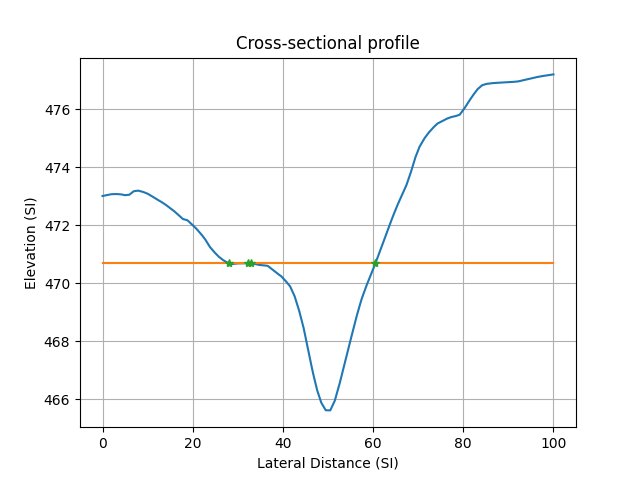 Cross-sectional profile
476
474
472
470
468
466
Elevation (SI)
0 20 40 60 80 100
Lateral Distance (SI)